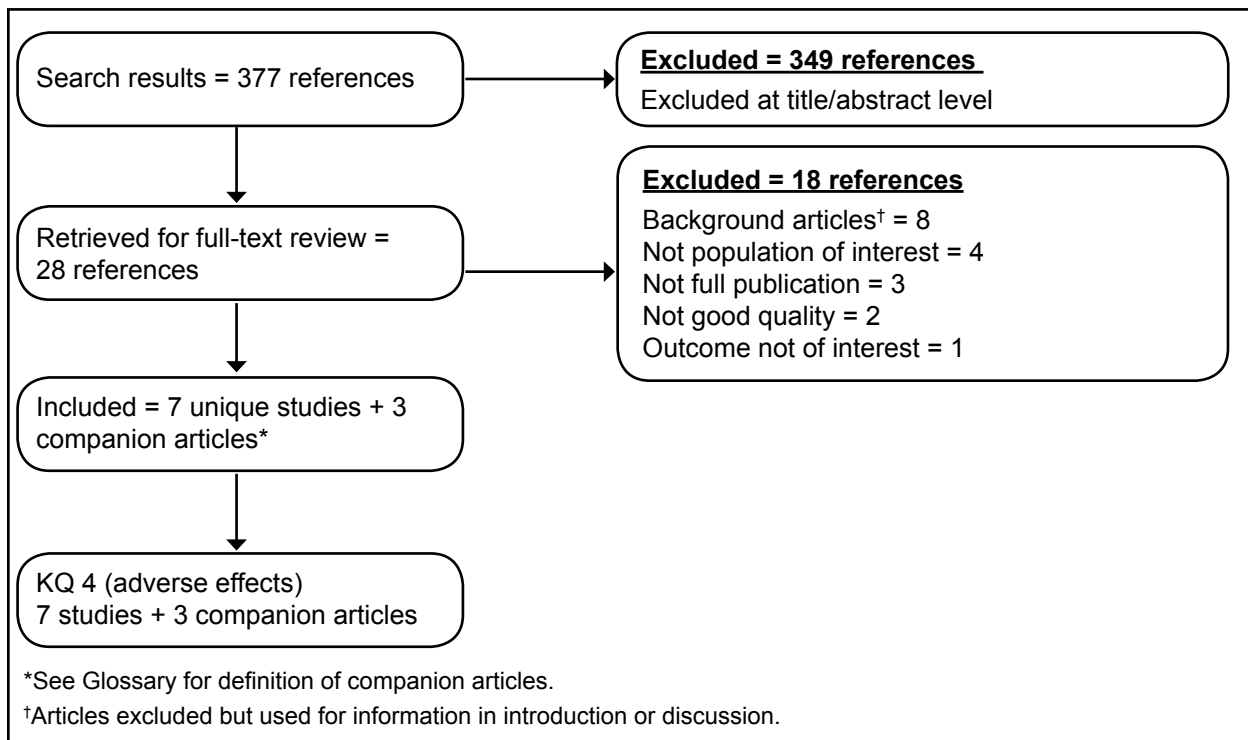 Search results = 377 references
Excluded = 349 references
Excluded at title/abstract level
Retrieved for full-text review =
28 references
Excluded = 18 references
Background articles† = 8
Not population of interest = 4
Not full publication = 3
Not good quality = 2
Outcome not of interest = 1
Included = 7 unique studies + 3
companion articles*
KQ 4 (adverse effects)
7 studies + 3 companion articles
*See Glossary for definition of companion articles.
†Articles excluded but used for information in introduction or discussion.